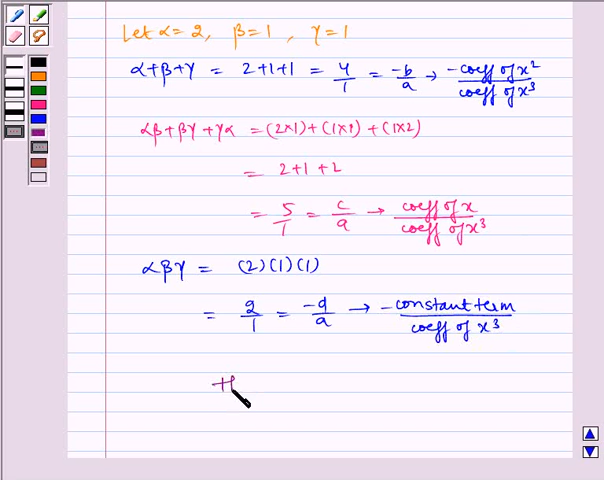 Let α = 2, β = 1, γ = 1
α+β+γ = 2+1+1 = 4/1 = -b/a → -coeff of x²/coeff of x³
αβ+βγ+γα = (2×1)+(1×1)+(1×2)
= 2+1+2
= 5/1 = c/a → coeff of x/coeff of x³
αβγ = (2)(1)(1)
= 2/1 = -d/a → -constant term/coeff of x³